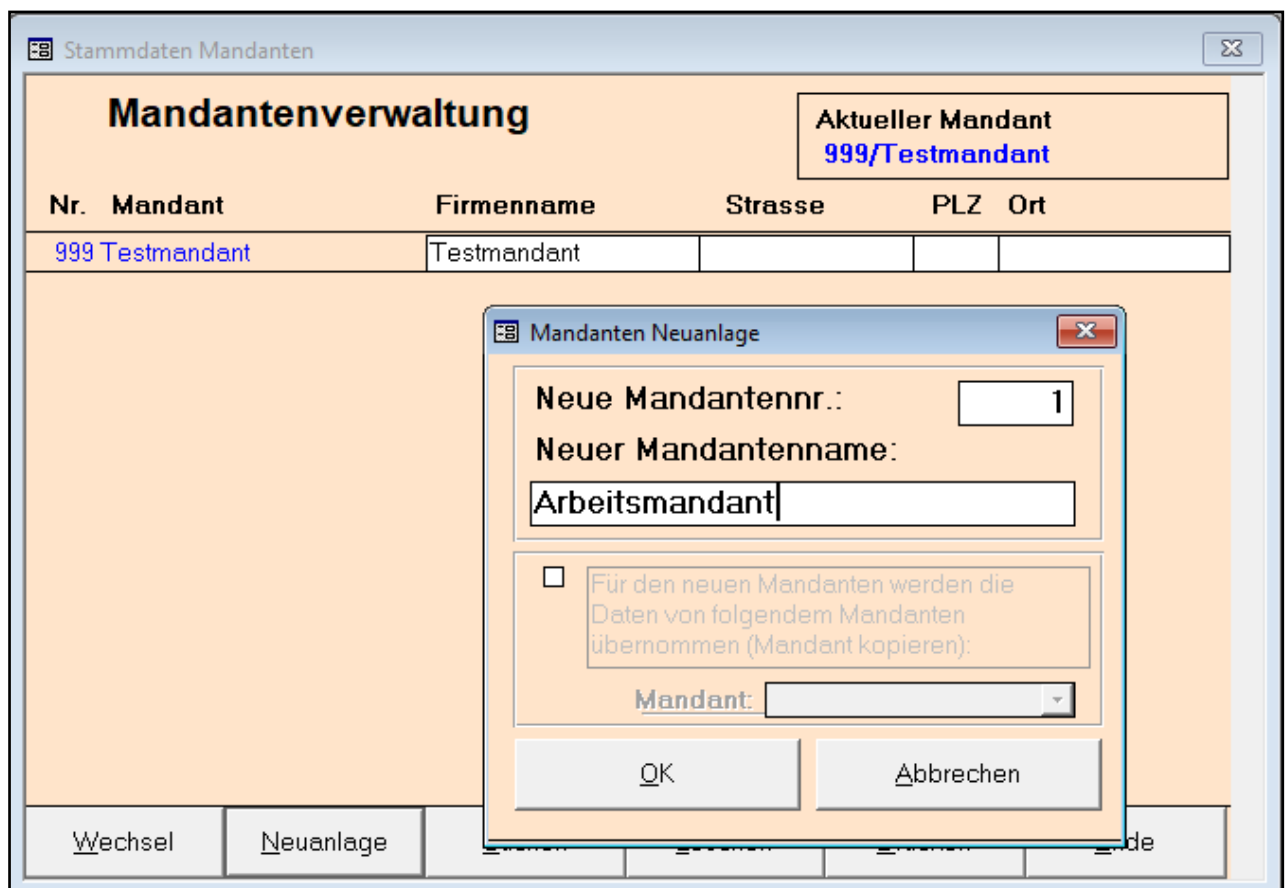 Stammdaten Mandanten
Mandantenverwaltung
Aktueller Mandant
999/Testmandant
Nr. Mandant Firmenname Strasse PLZ Ort
999 Testmandant Testmandant
Mandanten Neuanlage
Neue Mandantennr.: 1
Neuer Mandantenname:
Arbeitsmandant
Für den neuen Mandanten werden die
Daten von folgendem Mandanten
übernommen (Mandant kopieren):
Mandant:
OK Abbrechen
Wechsel Neuanlage